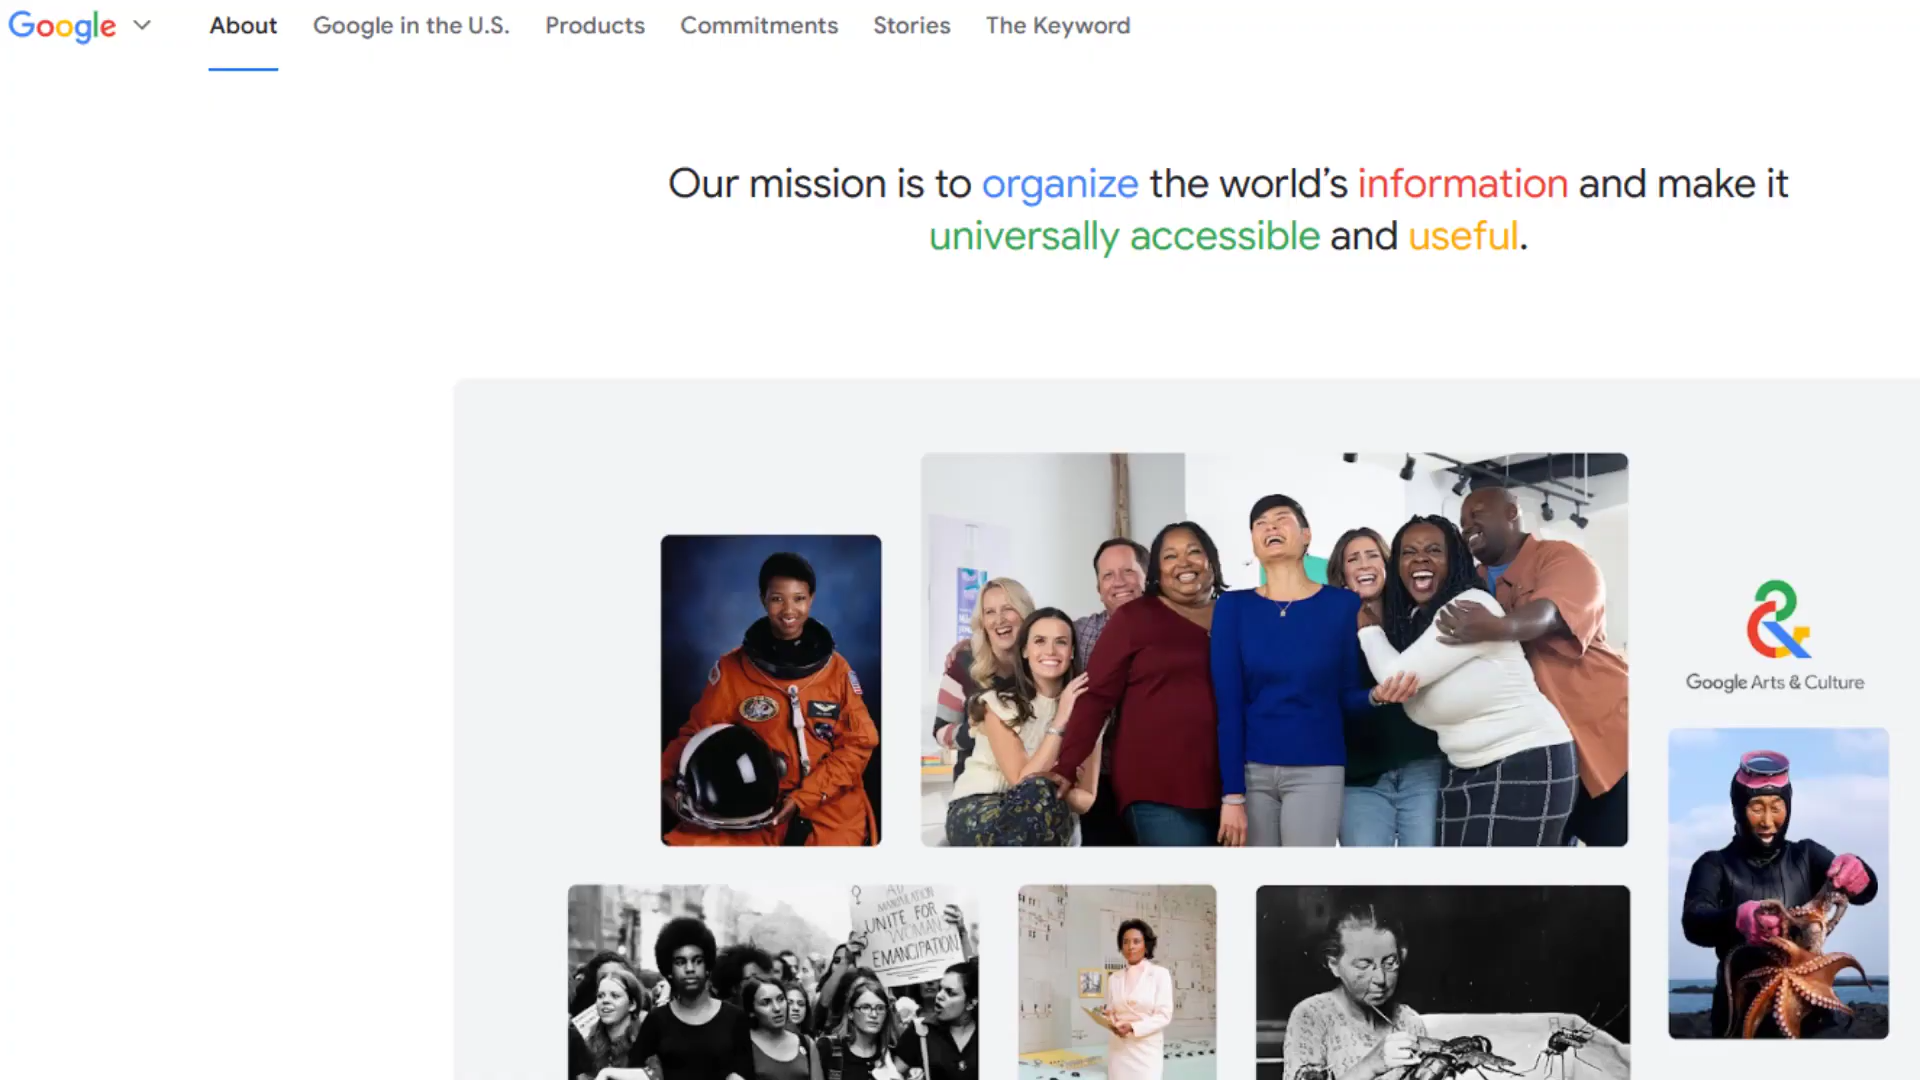 Google
About
Google in the U.S.
Products
Commitments
Stories
The Keyword
Our mission is to organize the world’s information and make it
universally accessible and useful.
Google Arts & Culture
MANIPULATION
UNITE FOR
WOMAN
EMANCIPATION